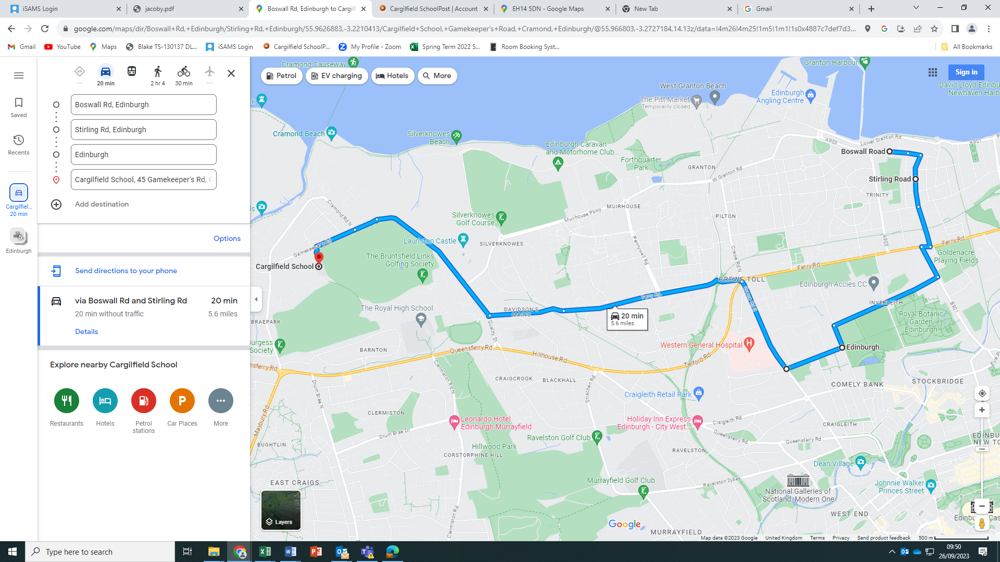 iSAMS Login
jacoby.pdf
Boswall Rd, Edinburgh to Cargilf
Cargilfield SchoolPost | Account
EH14 5DN - Google Maps
New Tab
Gmail
google.com/maps/dir/Boswall+Rd,+Edinburgh/Stirling+Rd,+Edinburgh/55.9626883,-3.2210413/Cargilfield+School,+Gamekeeper's+Road,+Cramond,+Edinburgh/@55.966803,-3.2727184,14.13z/data=!4m26!4m25!1m5!1m1!1s0x4887c7def7d3...
Gmail
YouTube
Maps
Blake TS-130137 DL...
iSAMS Login
Cargilfield SchoolP...
My Profile - Zoom
Spring Term 2022 S...
Room Booking Syst...
All Bookmarks
20 min
2 hr 4
30 min
Saved
Recents
Cargilfiel...
20 min
5
Edinburgh
Boswall Rd, Edinburgh
Stirling Rd, Edinburgh
Edinburgh
Cargilfield School, 45 Gamekeeper's Rd, C
Add destination
Options
Send directions to your phone
via Boswall Rd and Stirling Rd
20 min
20 min without traffic
5.6 miles
Details
Explore nearby Cargilfield School
Restaurants
Hotels
Petrol
stations
Car Places
More
Petrol
EV charging
Hotels
More
Sign in
Cramond Causeway
Granton Harbour
David Lloyd Edinbu
Newhaven Harb
West Granton Beach
The Pitt Market
Temporarily closed
Edinburgh
Angling Centre
Cramond Beach
Silverknowes
Beach
Edinburgh Caravan
and Motorhome Club...
Forthquarter
Park
GRANTON
W Granton Rd
A903
Lower Granton Rd
A901
Boswall Road
Stirling Road
TRINITY
Cramond Rd N
MUIRHOUSE
Muirhouse Pkwy
PILTON
Silverknowes
Golf Course
Lauriston Castle
SILVERKNOWES
Pennywell Rd
Crewe Rd N
A903
Ferry Rd
Goldenacre
Playing Fields
Gamekeeper's Rd
Cargilfield School
The Bruntsfield Links
Golfing Society
Ferry Rd
CREWE TOLL
Crewe Rd S
Edinburgh Accies CC
INVERLEITH
B901
Ferry Rd
DAVIDSON'S
MAINS
20 min
5.6 miles
The Royal High School
BRAEPARK
Quality St
Royal Botanic
Garden
Edinburgh
Edinburgh
Burgess
Society
BARNTON
Queensferry Rd
Hillhouse Rd
Telford Rd
Western General Hospital
nsferry Rd
Clermiston Rd N
CRAIGCROOK
BLACKHALL
Strachan Rd
COMELY BANK
STOCKBRIDGE
Craigleith Retail Park
Drum Brae N
Maybury Rd
CLERMISTON
Leonardo Hotel
Edinburgh Murrayfield
Holiday Inn Express
Edinburgh - City West...
Craigleith Rd
CRAIGLEITH
Queensferry Rd
Queensferry Rd
EDINBU
NEW TO
Drum Brae Dr
Ravelston Golf Club
BUGHTLIN
Hillwood Park
CORSTORPHINE HILL
RAVELSTON
Dean Village
EAST CRAIGS
Murrayfield Golf Club
Ravelston Dykes
National Galleries of
Scotland: Modern One
Johnnie Walker
Princes Street
WEST END
Clermiston Rd
MURRAYFIELD
Layers
Google
Map data ©2023 Google
United Kingdom
Terms
Privacy
Send product feedback
500 m
Type here to search
09:50
26/09/2023